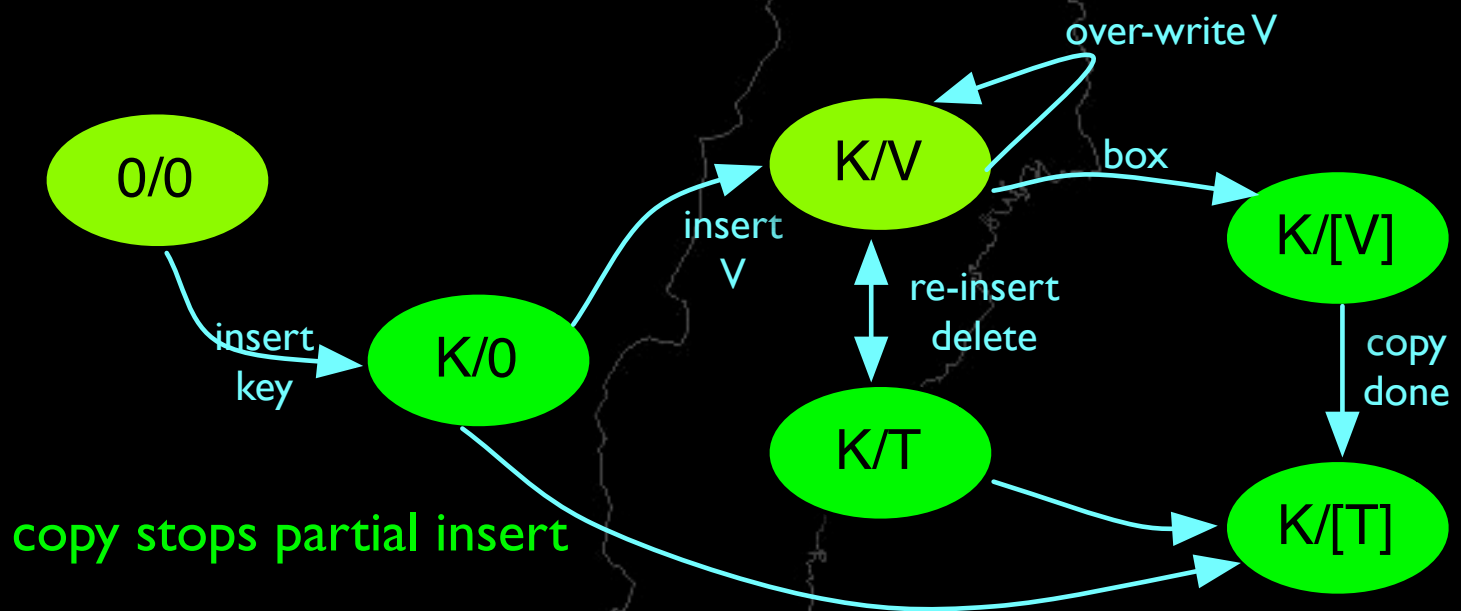 over-write V
0/0
K/V
box
insert
V
K/[V]
re-insert
delete
insert
key
K/0
copy
done
K/T
copy stops partial insert
K/[T]